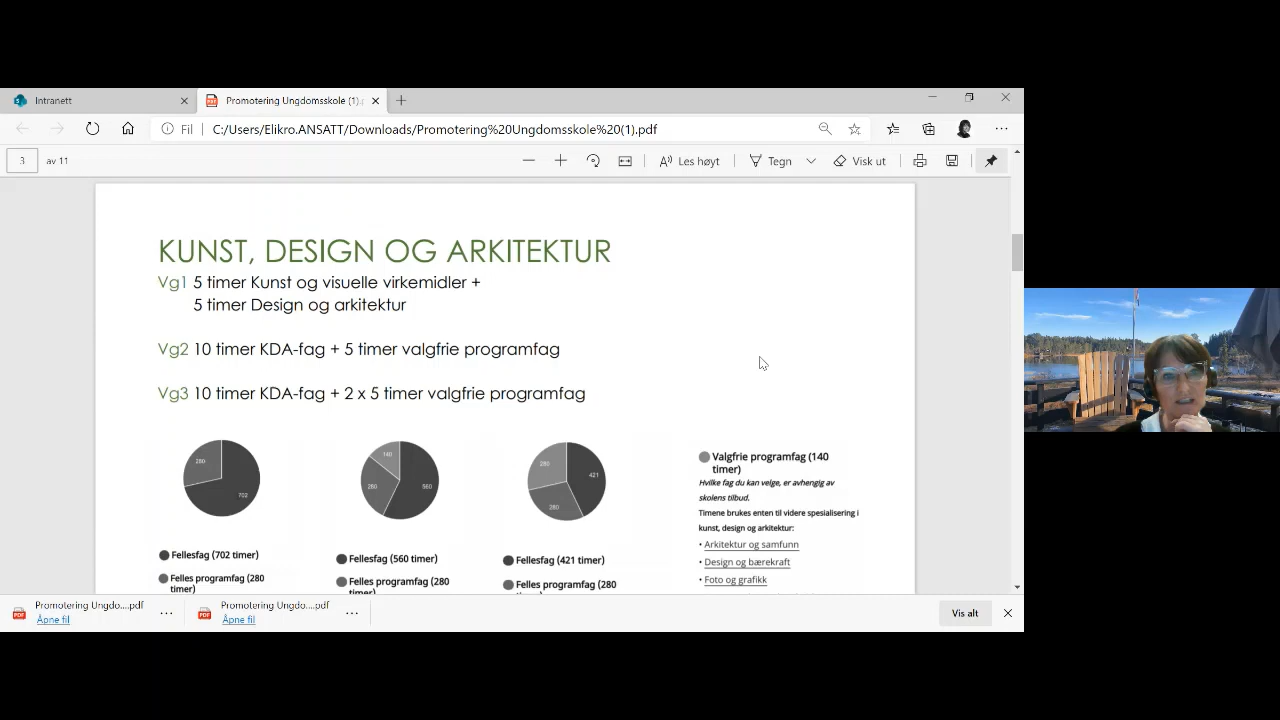 Intranett
Promotering Ungdomsskole (1).
Fil
C:/Users/Elikro.ANSATT/Downloads/Promotering%20Ungdomsskole%20(1).pdf
3 av 11
Les høyt
Tegn
Visk ut
KUNST, DESIGN OG ARKITEKTUR
Vg1 5 timer Kunst og visuelle virkemidler +
5 timer Design og arkitektur
Vg2 10 timer KDA-fag + 5 timer valgfrie programfag
Vg3 10 timer KDA-fag + 2 x 5 timer valgfrie programfag
280
702
140
280
560
280
421
280
Fellesfag (702 timer)
Felles programfag (280
timer)
Fellesfag (560 timer)
Felles programfag (280
timer)
Fellesfag (421 timer)
Felles programfag (280
Valgfrie programfag (140
timer)
Hvilke fag du kan velge, er avhengig av
skolens tilbud.
Timene brukes enten til videre spesialisering i
kunst, design og arkitektur:
• Arkitektur og samfunn
• Design og bærekraft
• Foto og grafikk
Promotering Ungdo....pdf
Åpne fil
Promotering Ungdo....pdf
Åpne fil
Vis alt